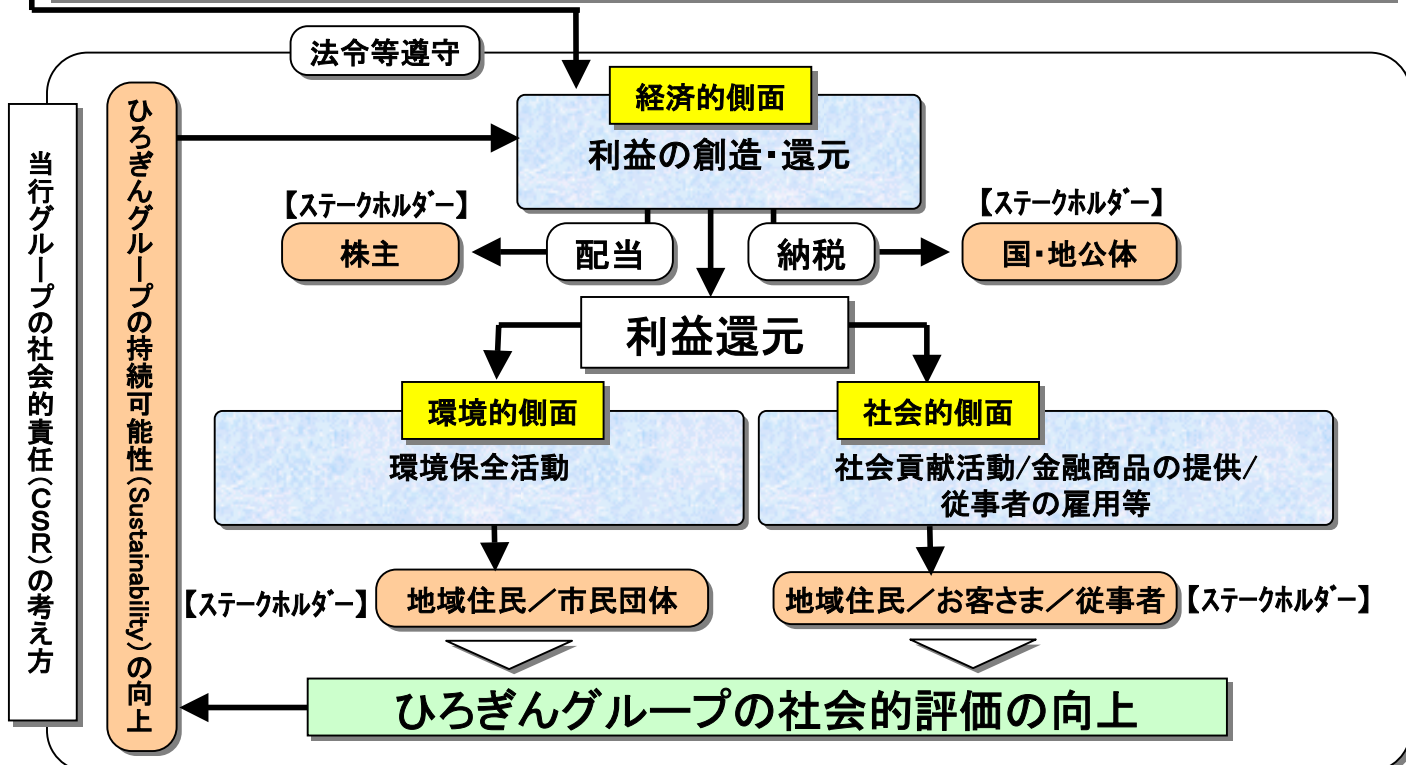 法令等遵守
当行グループの社会的責任(CSR)の考え方
ひろぎんグループの持続可能性(Sustainability)の向上
経済的側面
利益の創造・還元
【ステークホルダー】
【ステークホルダー】
株主
配当
納税
国・地公体
利益還元
環境的側面
社会的側面
環境保全活動
社会貢献活動/金融商品の提供/
従事者の雇用等
【ステークホルダー】
地域住民／市民団体
地域住民／お客さま／従事者
【ステークホルダー】
ひろぎんグループの社会的評価の向上